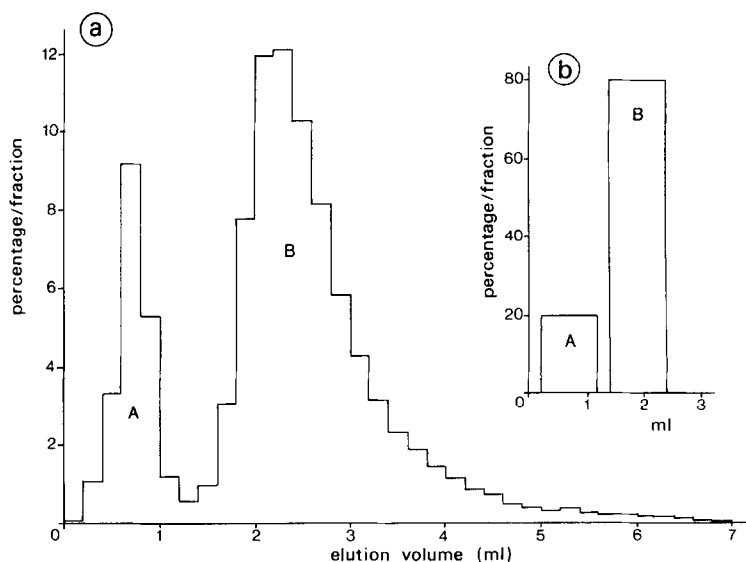 a
percentage/fraction
12
10
8
6
4
2
0
A
B
0 1 2 3 4 5 6 7
elution volume (ml)
b
percentage/fraction
80
60
40
20
A
B
0 1 2 3
ml